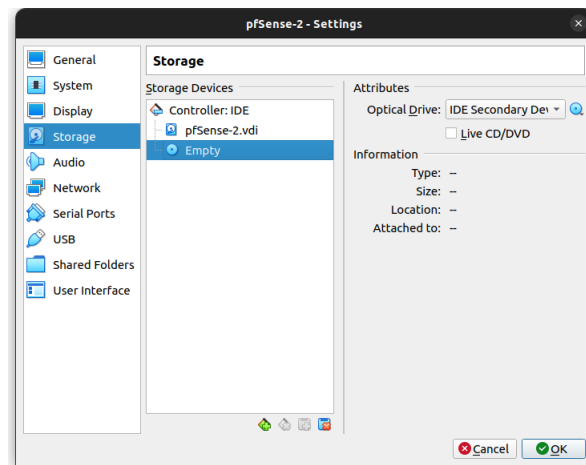 pfSense-2 - Settings
General
System
Display
Storage
Audio
Network
Serial Ports
USB
Shared Folders
User Interface
Storage
Storage Devices
Controller: IDE
pfSense-2.vdi
Empty
Attributes
Optical Drive: IDE Secondary Dev
Live CD/DVD
Information
Type: --
Size: --
Location: --
Attached to: --
Cancel
OK